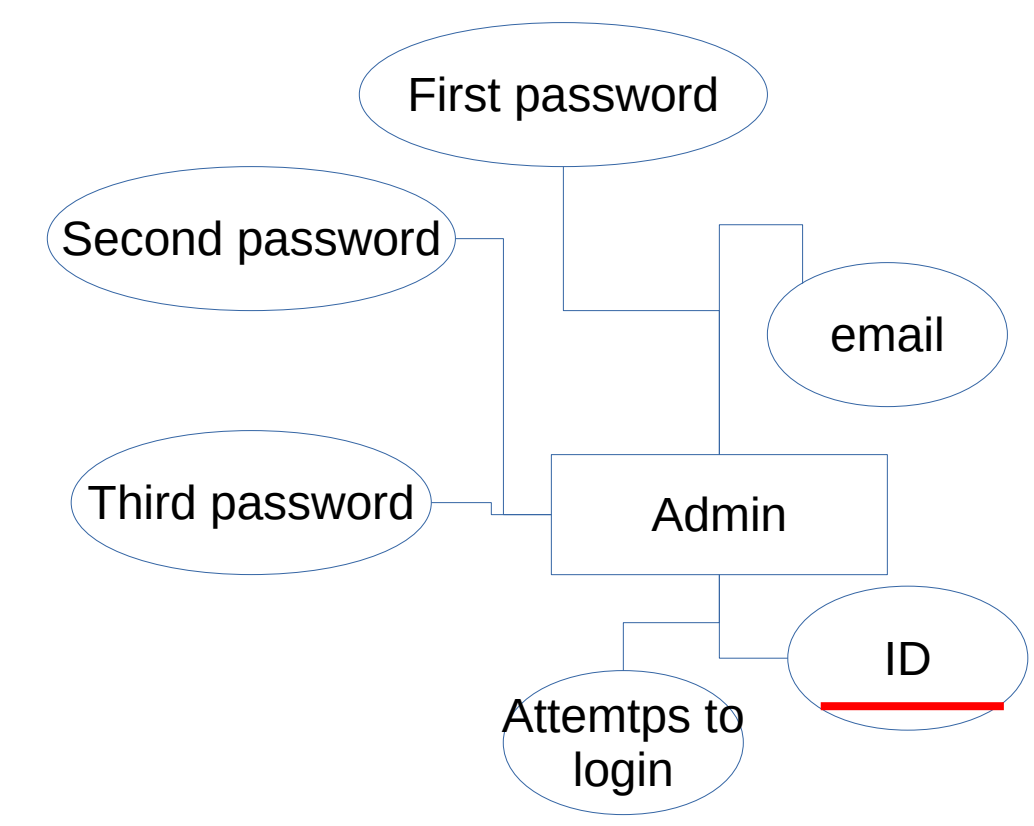 First password
Second password
email
Third password
Admin
ID
Attemtps to
login